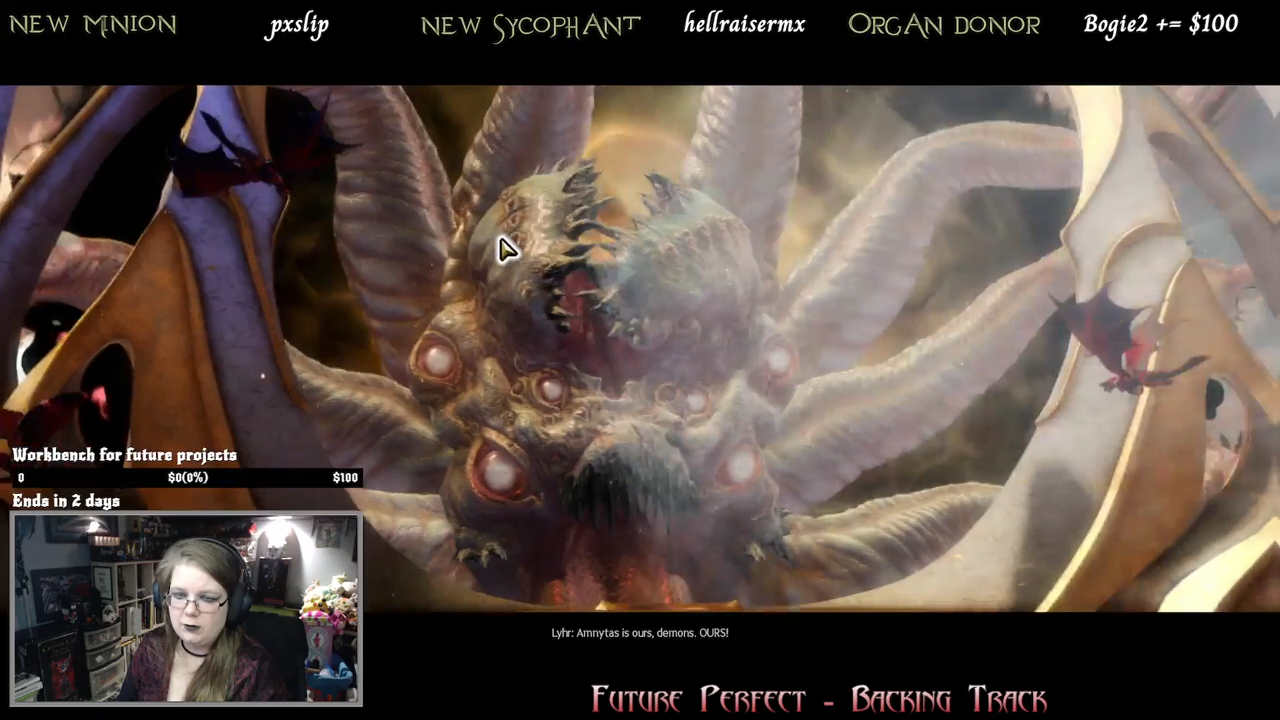 NEW MINION pxslip NEW SYCOPHANT hellraisermx ORGAN DONOR Bogie2 += $100
Workbench for future projects
0 $0(0%) $100
Ends in 2 days
Lyhr: Amnytas is ours, demons. OURS!
FUTURE PERFECT - BACKING TRACK